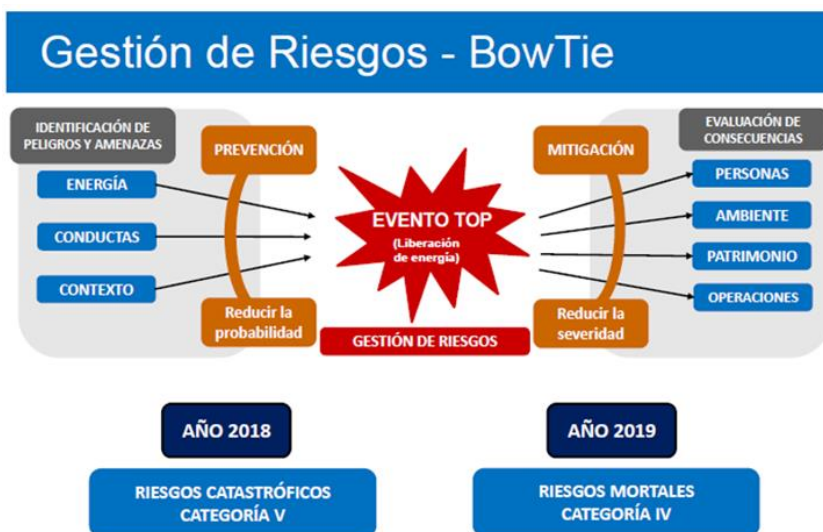 Gestión de Riesgos - BowTie
IDENTIFICACIÓN DE
PELIGROS Y AMENAZAS
PREVENCIÓN
MITIGACIÓN
EVALUACIÓN DE
CONSECUENCIAS
ENERGÍA
CONDUCTAS
CONTEXTO
EVENTO TOP
(Liberación
de energía)
PERSONAS
AMBIENTE
PATRIMONIO
OPERACIONES
Reducir la
probabilidad
GESTIÓN DE RIESGOS
Reducir la
severidad
AÑO 2018
AÑO 2019
RIESGOS CATASTRÓFICOS
CATEGORÍA V
RIESGOS MORTALES
CATEGORÍA IV